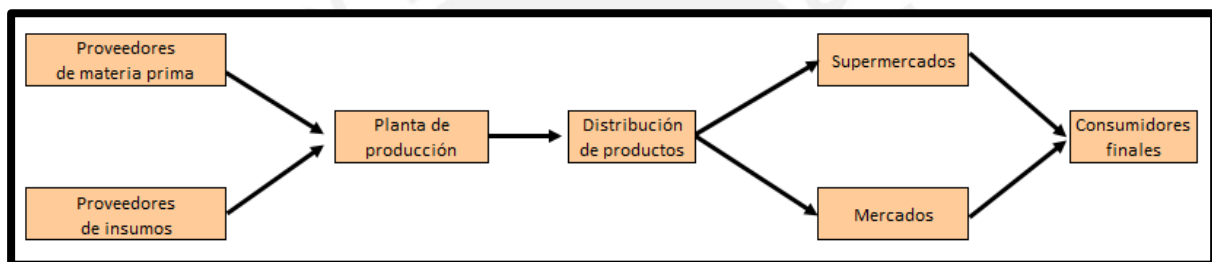 Proveedores
de materia prima
Proveedores
de insumos
Planta de
producción
Distribución
de productos
Supermercados
Mercados
Consumidores
finales